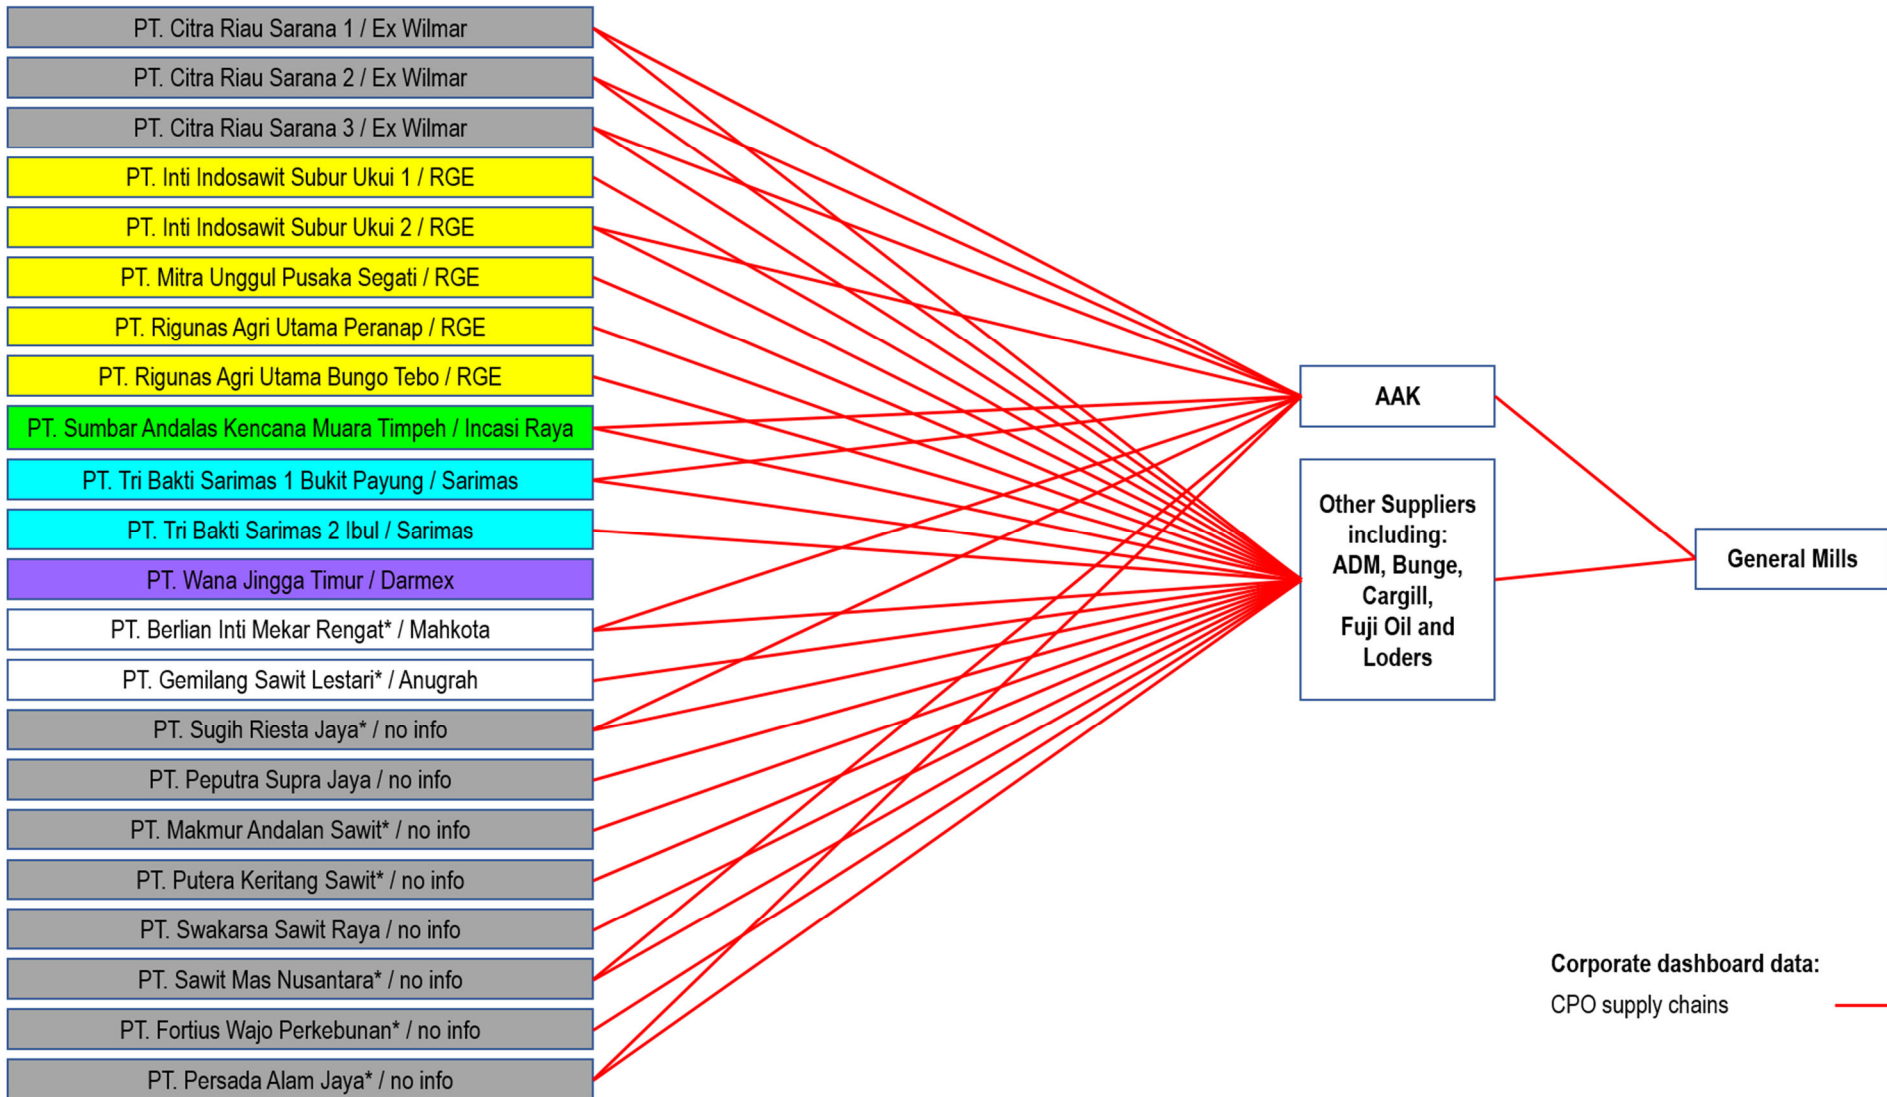 PT. Citra Riau Sarana 1 / Ex Wilmar
PT. Citra Riau Sarana 2 / Ex Wilmar
PT. Citra Riau Sarana 3 / Ex Wilmar
PT. Inti Indosawit Subur Ukui 1 / RGE
PT. Inti Indosawit Subur Ukui 2 / RGE
PT. Mitra Unggul Pusaka Segati / RGE
PT. Rigunas Agri Utama Peranap / RGE
PT. Rigunas Agri Utama Bungo Tebo / RGE
PT. Sumbar Andalas Kencana Muara Timpeh / Incasi Raya
PT. Tri Bakti Sarimas 1 Bukit Payung / Sarimas
PT. Tri Bakti Sarimas 2 Ibul / Sarimas
PT. Wana Jingga Timur / Darmex
PT. Berlian Inti Mekar Rengat* / Mahkota
PT. Gemilang Sawit Lestari* / Anugrah
PT. Sugih Riesta Jaya* / no info
PT. Peputra Supra Jaya / no info
PT. Makmur Andalan Sawit* / no info
PT. Putera Keritang Sawit* / no info
PT. Swakarsa Sawit Raya / no info
PT. Sawit Mas Nusantara* / no info
PT. Fortius Wajo Perkebunan* / no info
PT. Persada Alam Jaya* / no info
AAK
Other Suppliers
including:
ADM, Bunge,
Cargill,
Fuji Oil and
Loders
General Mills
Corporate dashboard data:
CPO supply chains